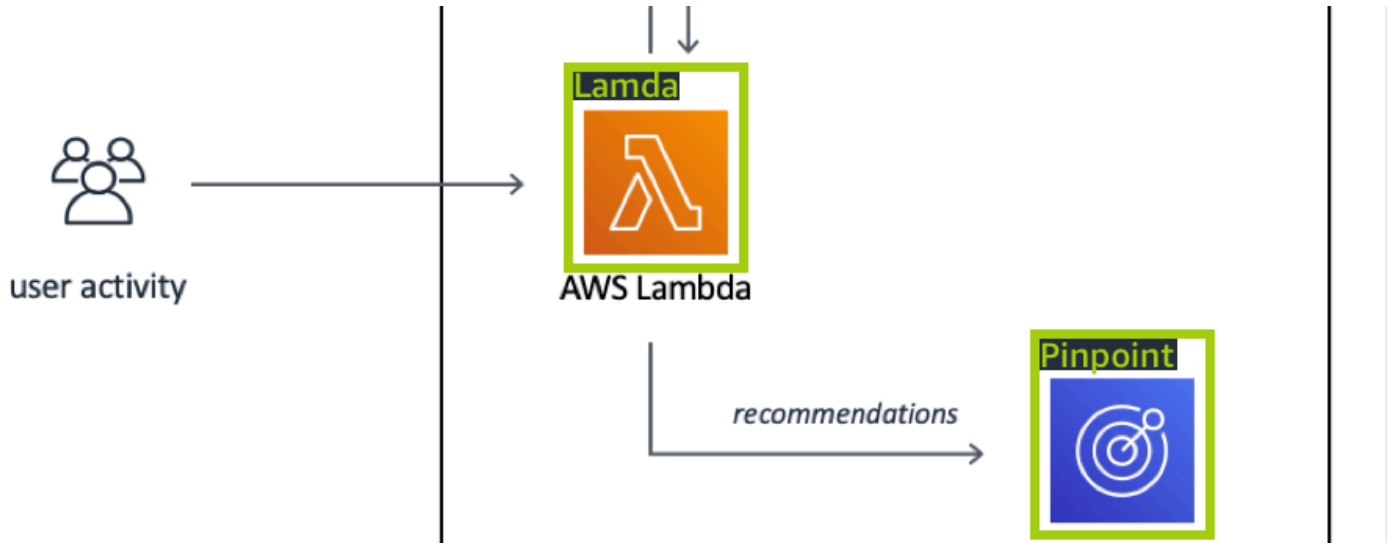 Lamda
user activity
AWS Lambda
Pinpoint
recommendations